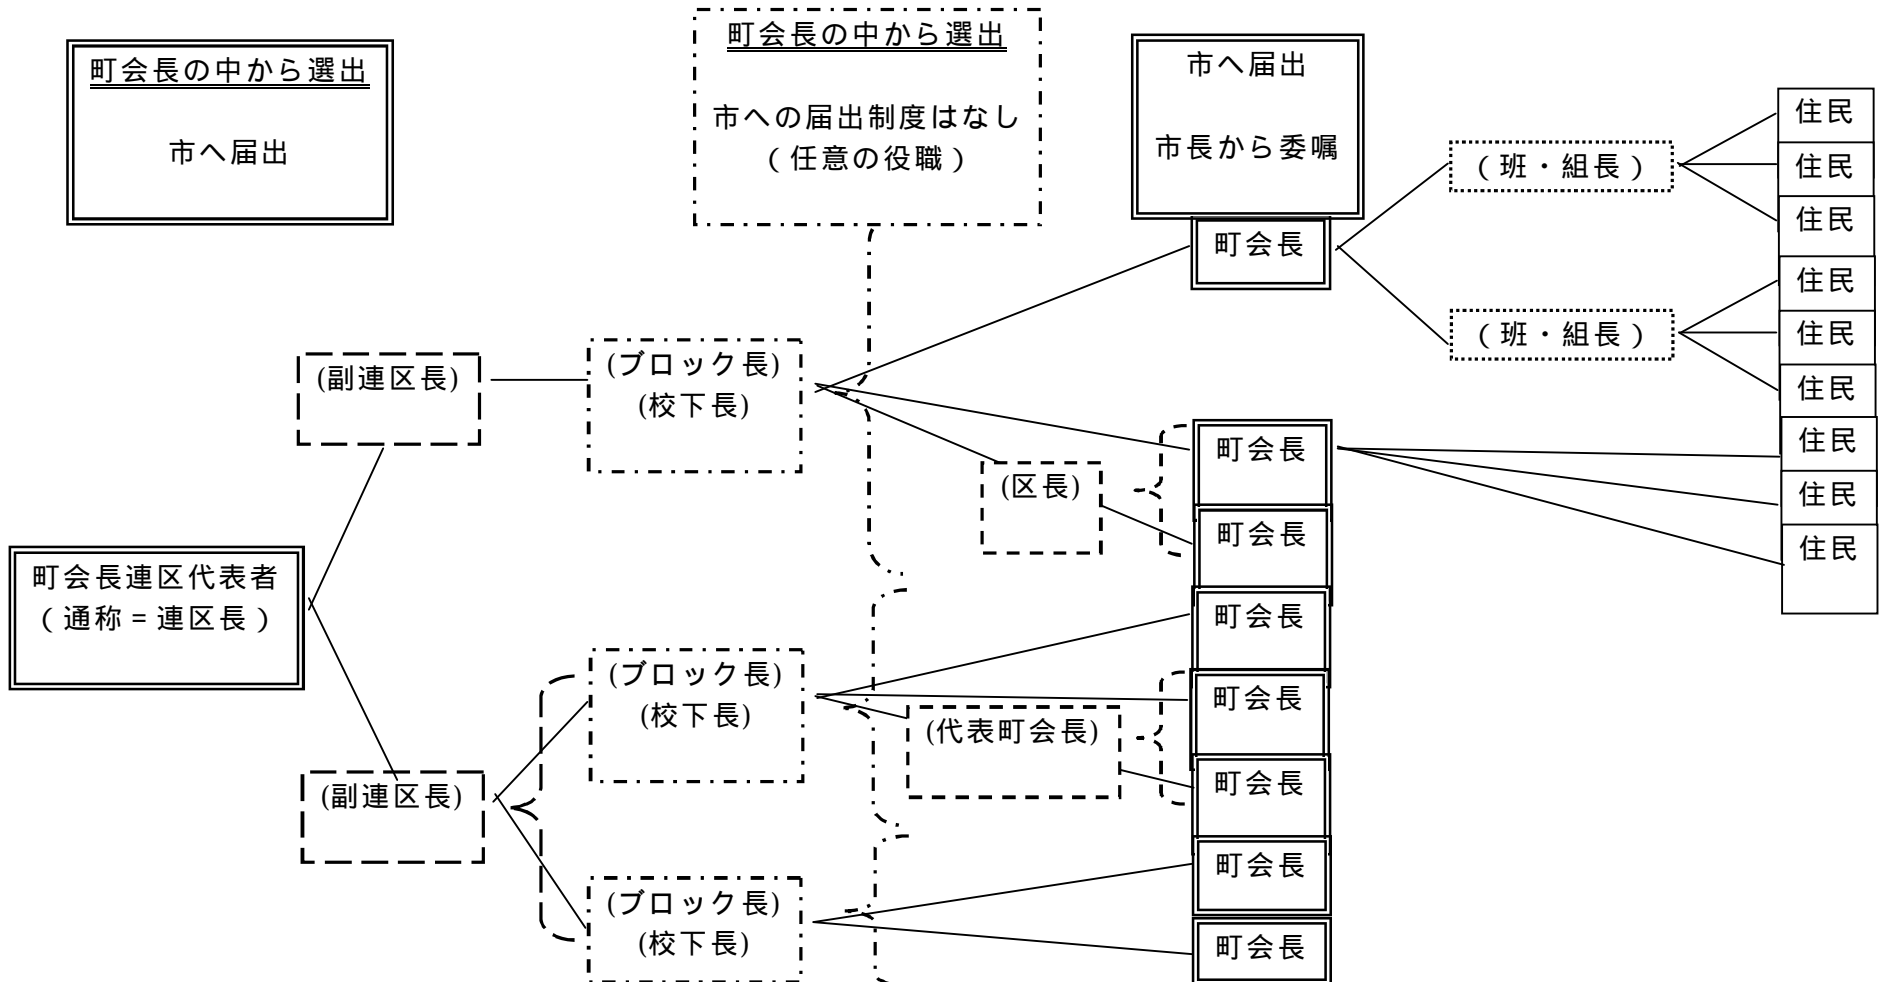 町会長の中から選出
市へ届出
町会長の中から選出
市への届出制度はなし
(任意の役職)
市へ届出
市長から委嘱
町会長
(班・組長)
(班・組長)
住民
住民
住民
住民
住民
住民
住民
住民
住民
(副連区長)
(ブロック長)
(校下長)
町会長
(区長)
町会長
町会長連区代表者
(通称=連区長)
町会長
(ブロック長)
(校下長)
町会長
(代表町会長)
町会長
(副連区長)
町会長
(ブロック長)
(校下長)
町会長